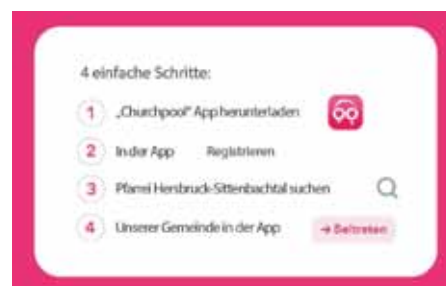 4 einfache Schritte:
1 „Churchpool“ App herunterladen
2 In der App Registrieren
3 Pfarrei Hersbruck-Sittenbachtal suchen
4 Unserer Gemeinde in der App → Beitreten